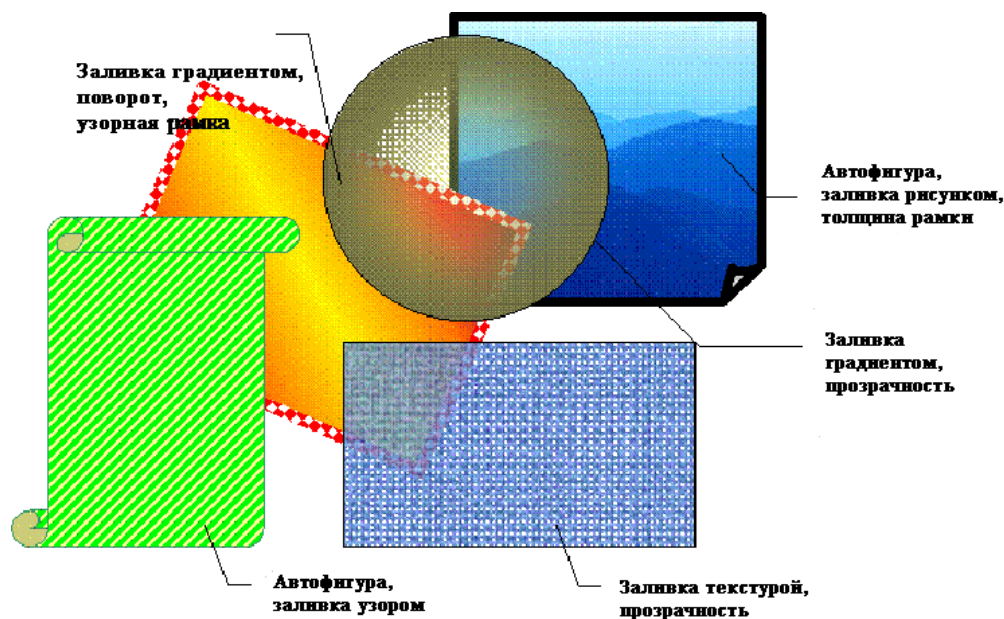 Заливка градиентом,
поворот,
узорная рамка
Автофигура,
заливка рисунком,
толщина рамки
Заливка
градиентом,
прозрачность
Автофигура,
заливка узором
Заливка текстурой,
прозрачность